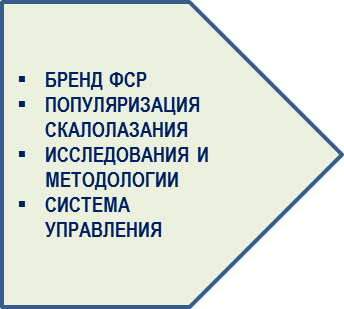 ▪ БРЕНД ФСР
▪ ПОПУЛЯРИЗАЦИЯ
СКАЛОЛАЗАНИЯ
▪ ИССЛЕДОВАНИЯ И
МЕТОДОЛОГИИ
▪ СИСТЕМА
УПРАВЛЕНИЯ